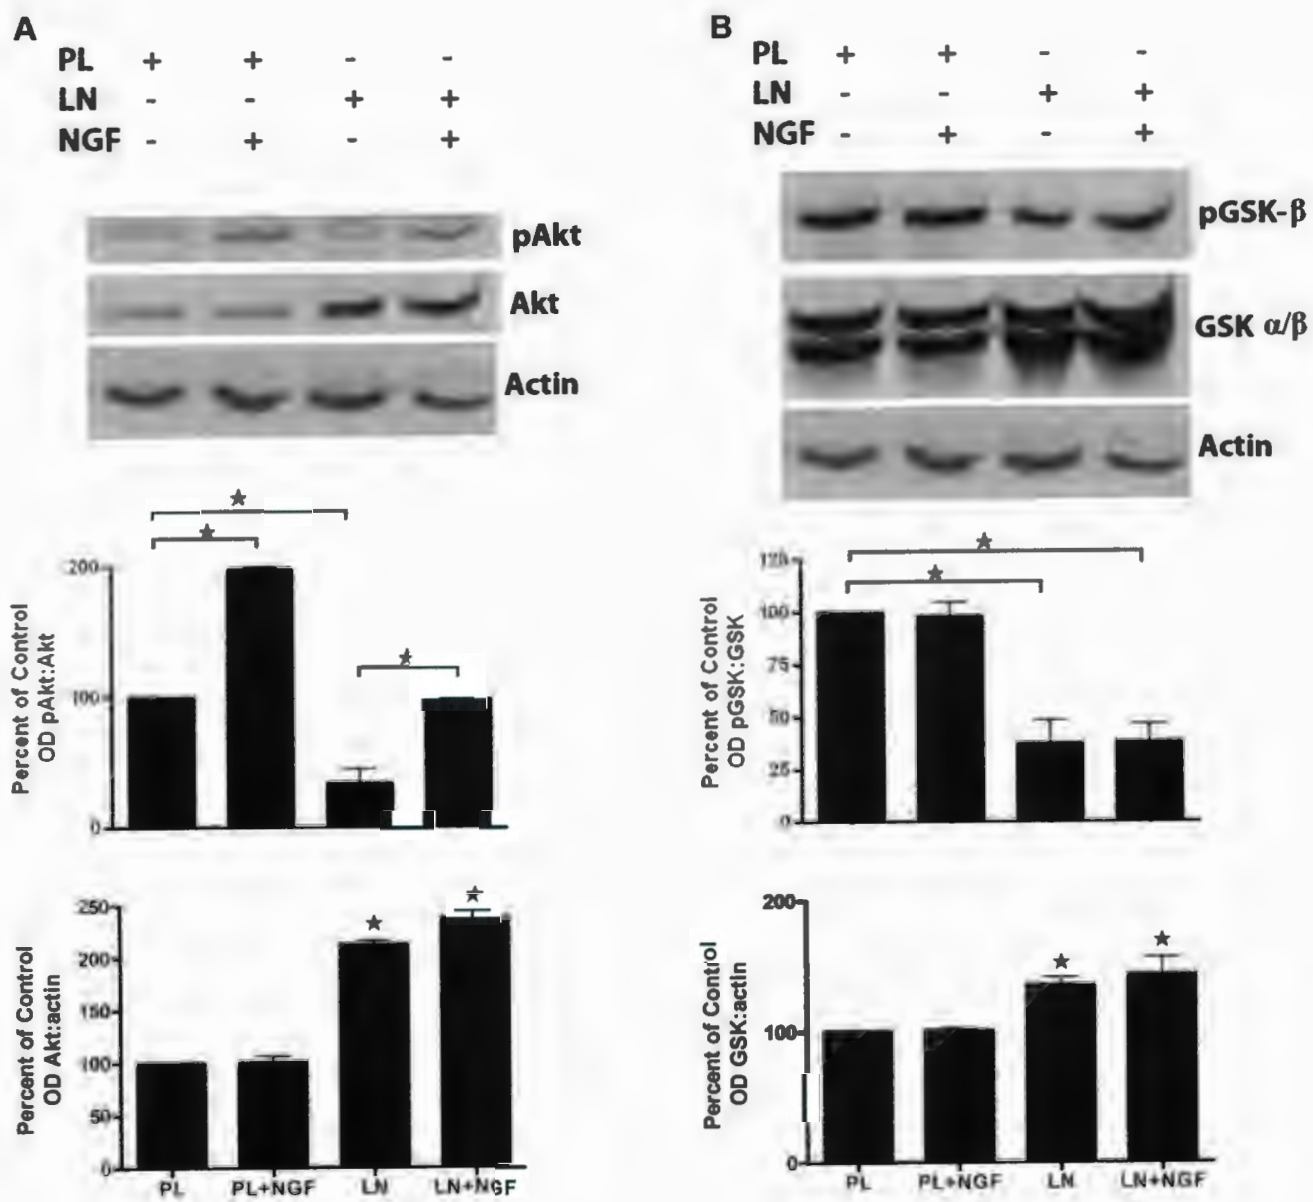 A
PL + + - -
LN - - + +
NGF - + - +
pAkt
Akt
Actin
Percent of Control
OD pAkt:Akt
200
100
0
Percent of Control
OD Akt:actin
250
200
150
100
50
0
PL PL+NGF LN LN+NGF
B
PL + + - -
LN - - + +
NGF - + - +
pGSK-β
GSK α/β
Actin
Percent of Control
OD pGSK:GSK
125
100
75
50
25
0
Percent of Control
OD GSK:actin
200
100
0
PL PL+NGF LN LN+NGF